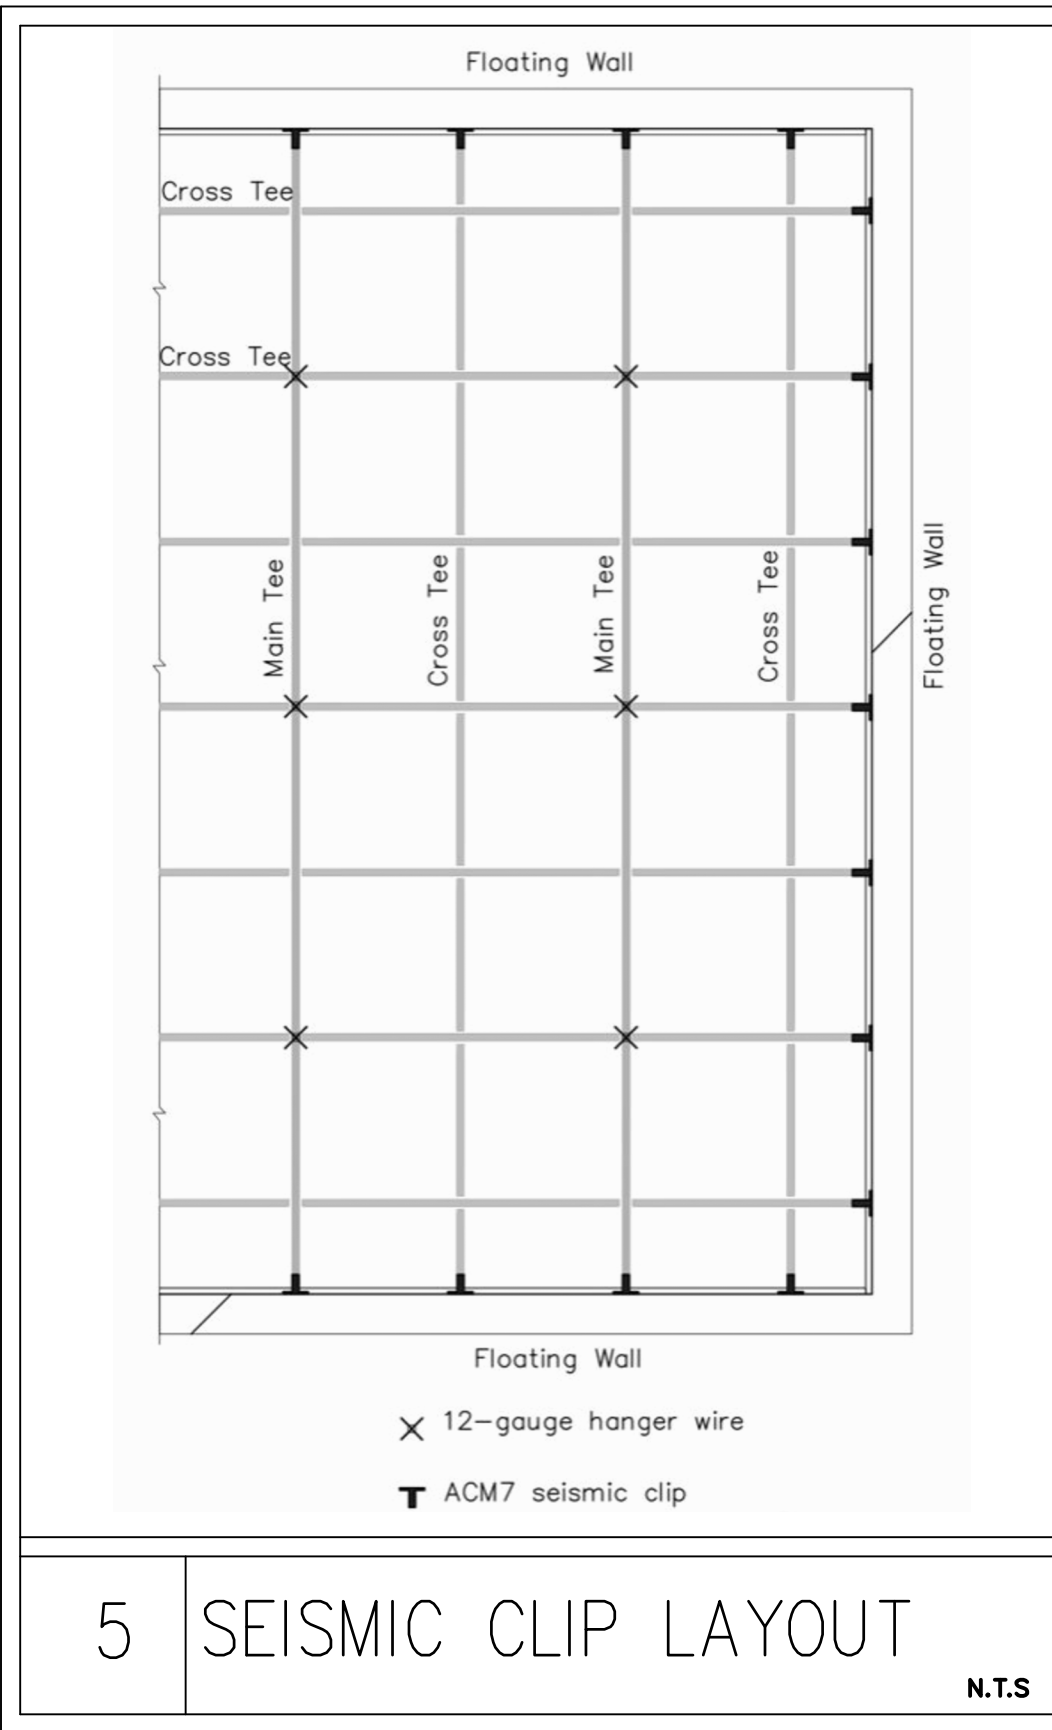 Floating Wall
Cross Tee
Cross Tee
Main Tee
Cross Tee
Main Tee
Cross Tee
Floating Wall
Floating Wall
12-gauge hanger wire
ACM7 seismic clip
5
SEISMIC CLIP LAYOUT
N.T.S